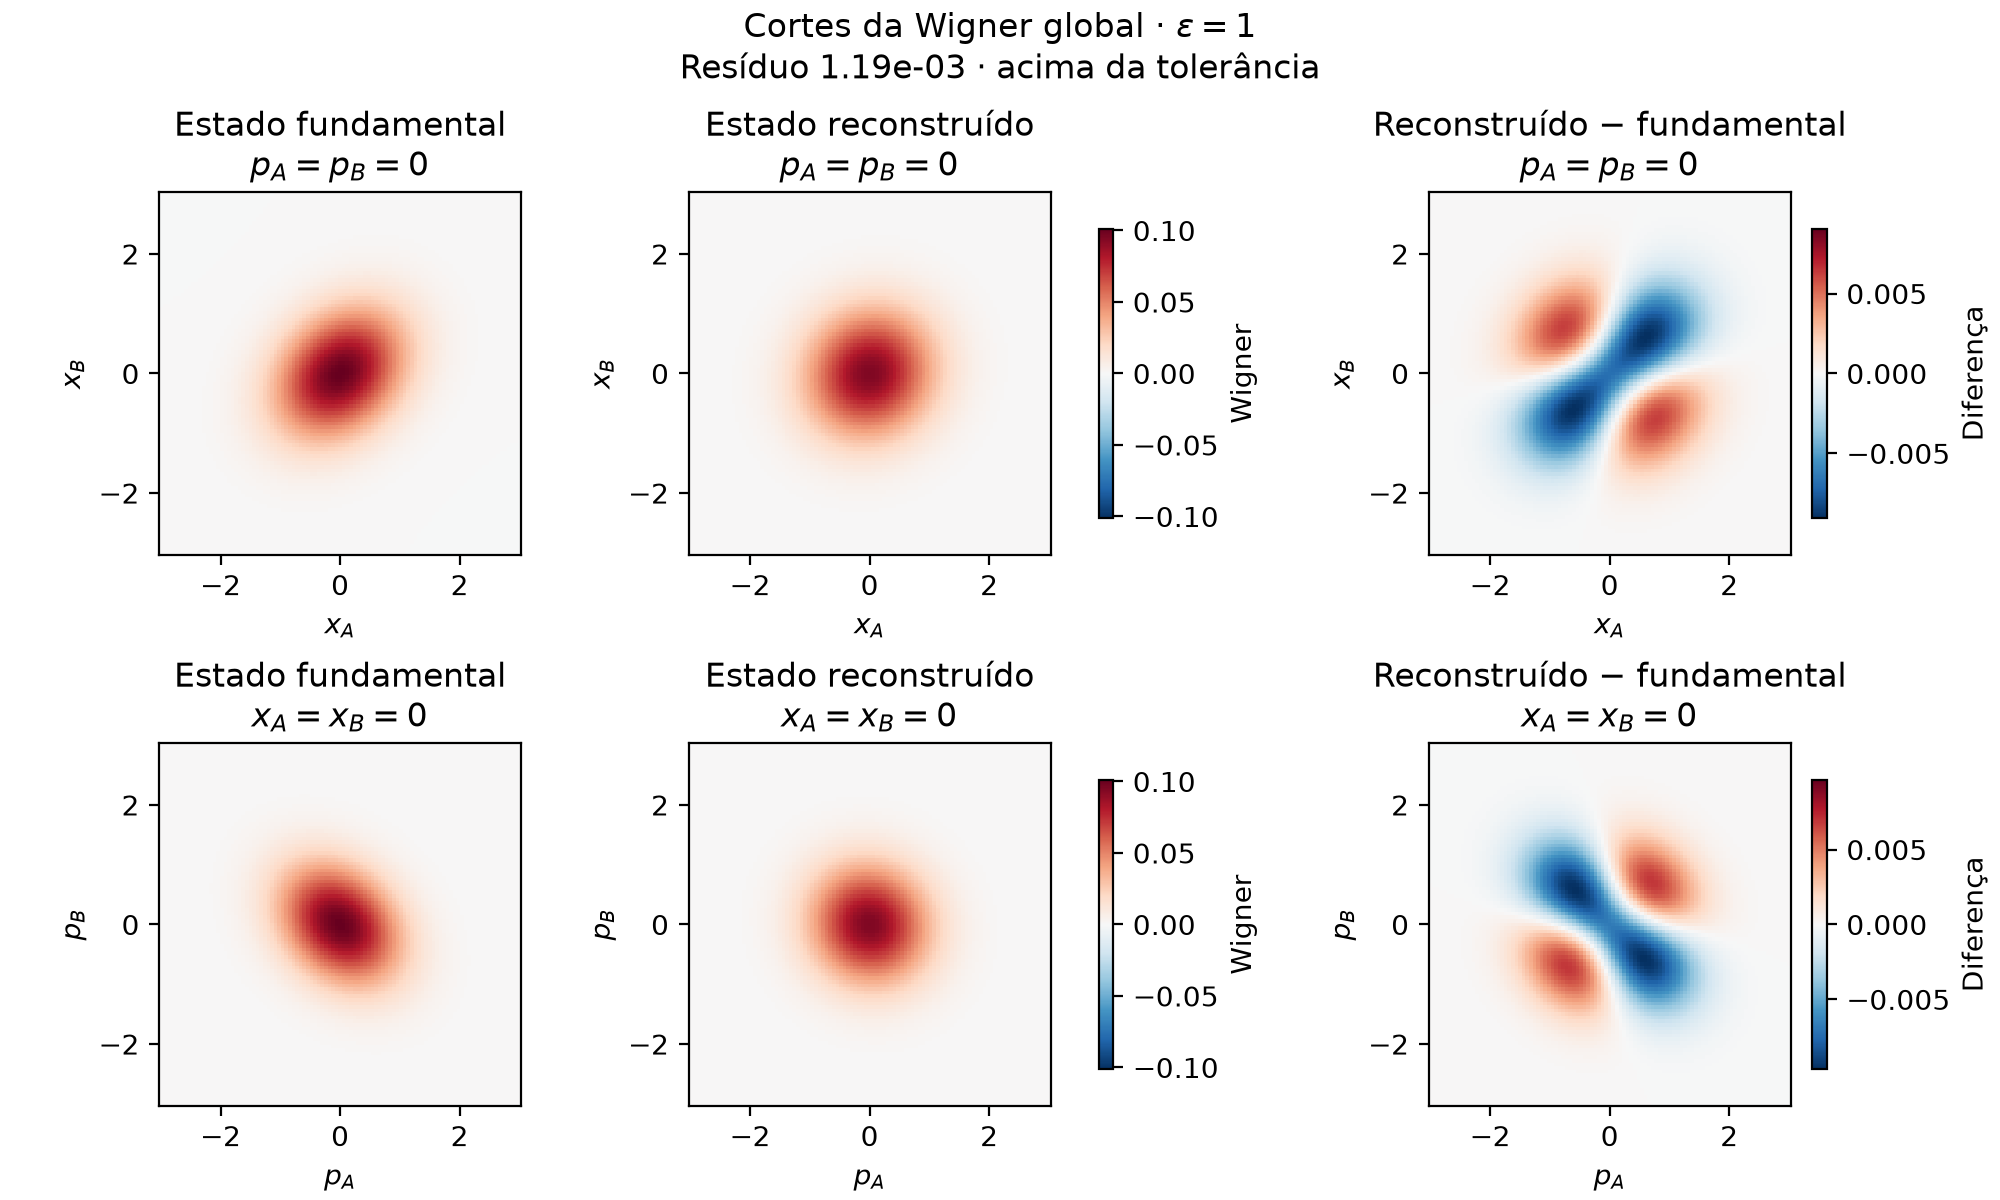 Cortes da Wigner global · ε = 1
Resíduo 1.19e-03 · acima da tolerância
Estado fundamental
p_A = p_B = 0
Estado reconstruído
p_A = p_B = 0
Reconstruído − fundamental
p_A = p_B = 0
x_B
2
0
−2
−2 0 2
x_A
x_B
2
0
−2
−2 0 2
x_A
0.10
0.05
0.00
−0.05
−0.10
Wigner
x_B
2
0
−2
−2 0 2
x_A
0.005
0.000
−0.005
Diferença
Estado fundamental
x_A = x_B = 0
Estado reconstruído
x_A = x_B = 0
Reconstruído − fundamental
x_A = x_B = 0
p_B
2
0
−2
−2 0 2
p_A
p_B
2
0
−2
−2 0 2
p_A
0.10
0.05
0.00
−0.05
−0.10
Wigner
p_B
2
0
−2
−2 0 2
p_A
0.005
0.000
−0.005
Diferença